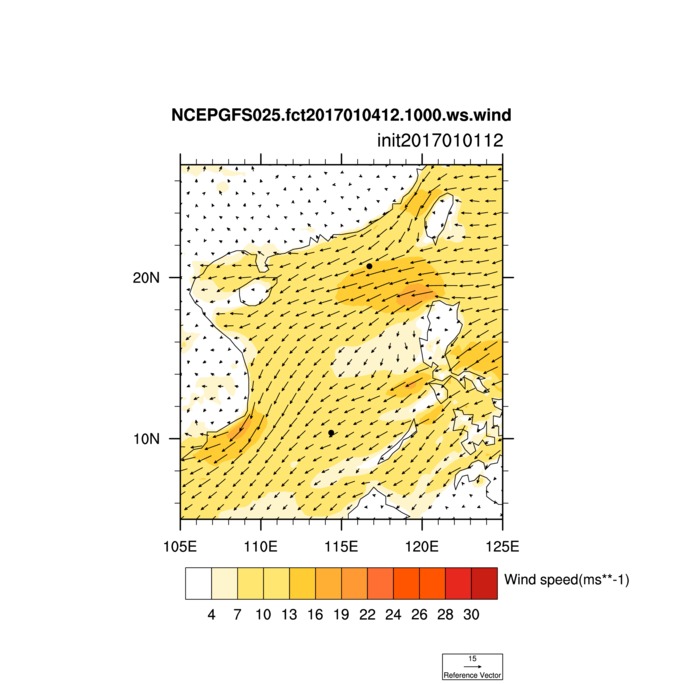 NCEPGFS025.fct2017010412.1000.ws.wind
init2017010112
20N
10N
105E 110E 115E 120E 125E
Wind speed(ms**-1)
4 7 10 13 16 19 22 24 26 28 30
15
Reference Vector